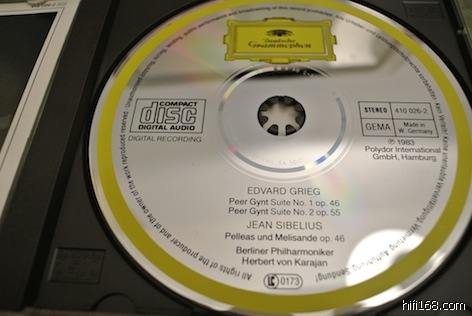 Deutsche
Grammophon
COMPACT
disc
DIGITAL AUDIO
DIGITAL RECORDING
STEREO 410 026-2
GEMA Made in W. Germany
℗ 1983
Polydor International
GmbH, Hamburg
EDVARD GRIEG
Peer Gynt Suite No. 1 op. 46
Peer Gynt Suite No. 2 op. 55
JEAN SIBELIUS
Pelleas und Melisande op. 46
Berliner Philharmoniker
Herbert von Karajan
LC 0173
All rights of the producer and of the owner of the work reproduced reserved.
hifi168.com